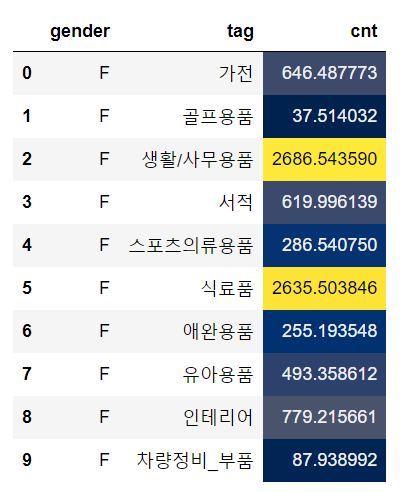 gender tag cnt
0 F 가전 646.487773
1 F 골프용품 37.514032
2 F 생활/사무용품 2686.543590
3 F 서적 619.996139
4 F 스포츠의류용품 286.540750
5 F 식료품 2635.503846
6 F 애완용품 255.193548
7 F 유아용품 493.358612
8 F 인테리어 779.215661
9 F 차량정비_부품 87.938992